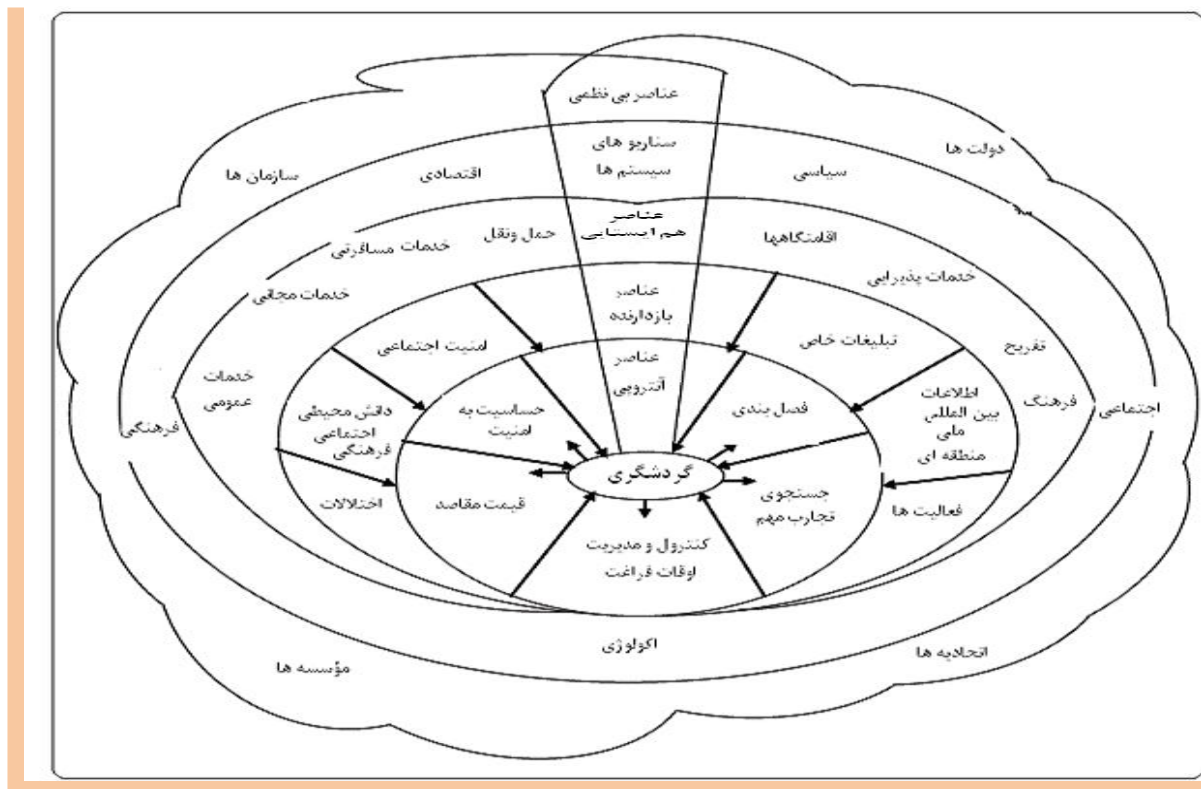 عناصر بی نظمی
دولت ها
سناریو های
سیستم ها
سازمان ها
اقتصادی
سیاسی
عناصر
هم ایستایی
حمل ونقل
خدمات مسافرتی
اقامتگاهها
خدمات پذیرایی
خدمات مجانی
عناصر
بازدارنده
امنیت اجتماعی
تبلیغات خاص
تفریح
عناصر
آنتروپی
خدمات
عمومی
فرهنگی
دانش محیطی
اجتماعی
فرهنگی
حساسیت به
امنیت
فصل بندی
اطلاعات
بین المللی
ملی
منطقه ای
فرهنگ
اجتماعی
گردشگری
اختلالات
قیمت مقاصد
جستجوی
تجارب مهم
فعالیت ها
کنترول و مدیریت
اوقات فراغت
اکولوژی
مؤسسه ها
اتحادیه ها